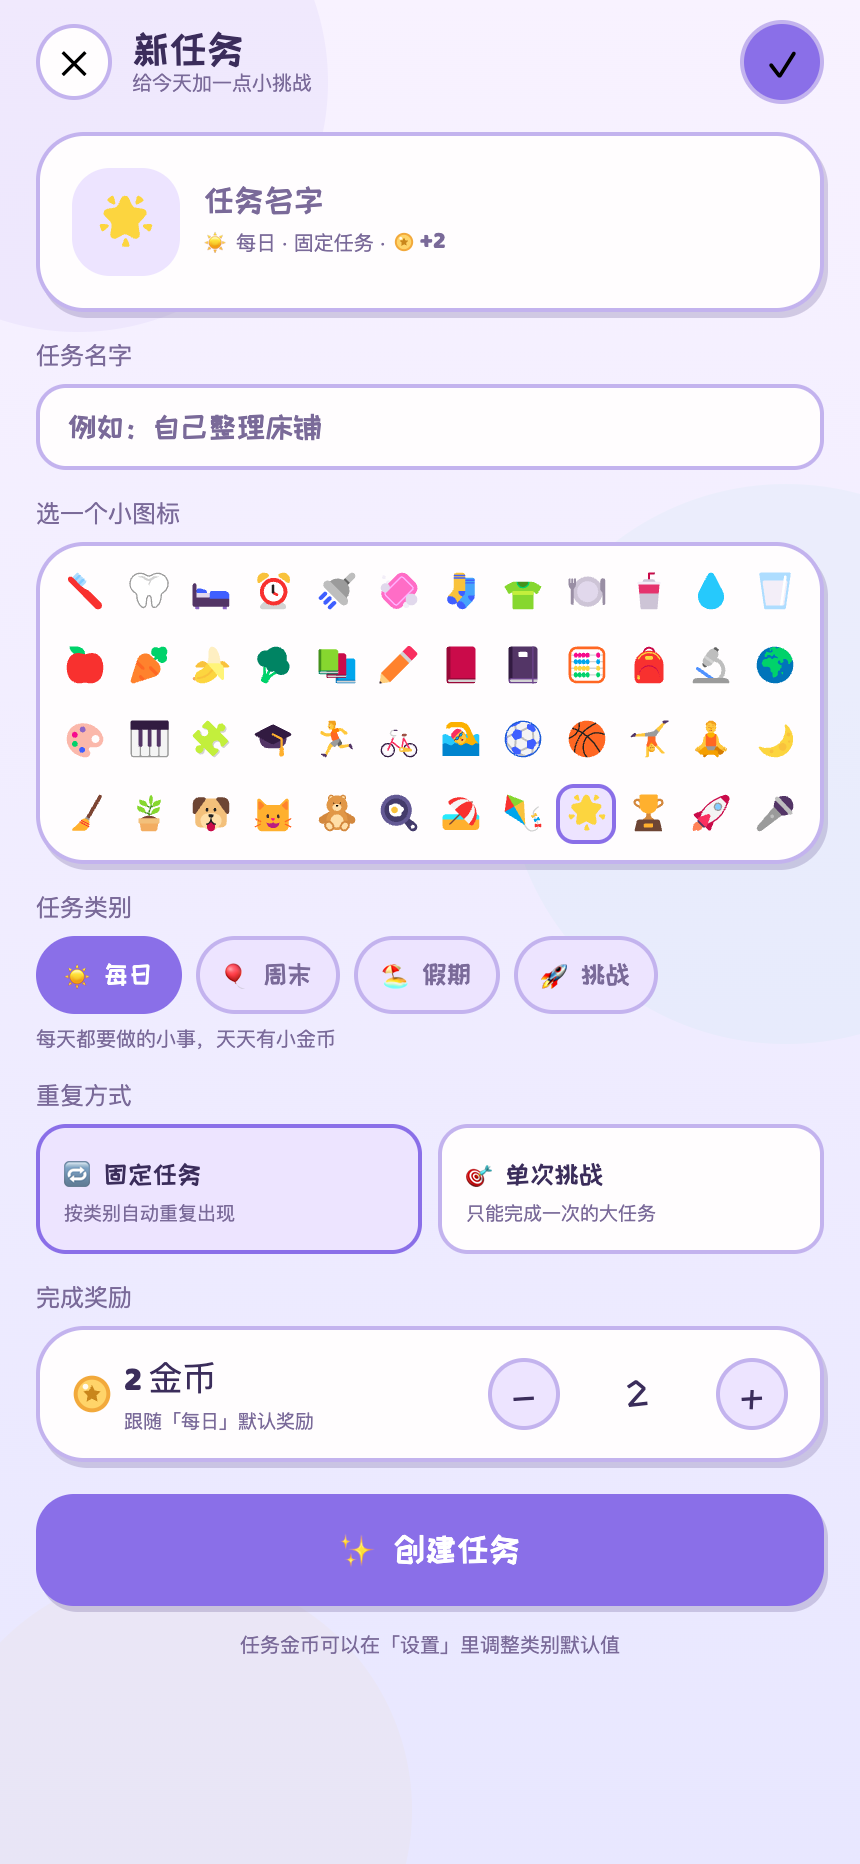 新任务
给今天加一点小挑战
任务名字
每日 · 固定任务 · +2
任务名字
例如：自己整理床铺
选一个小图标
任务类别
每日 周末 假期 挑战
每天都要做的小事，天天有小金币
重复方式
固定任务
按类别自动重复出现
单次挑战
只能完成一次的大任务
完成奖励
2 金币
跟随「每日」默认奖励
− 2 +
创建任务
任务金币可以在「设置」里调整类别默认值